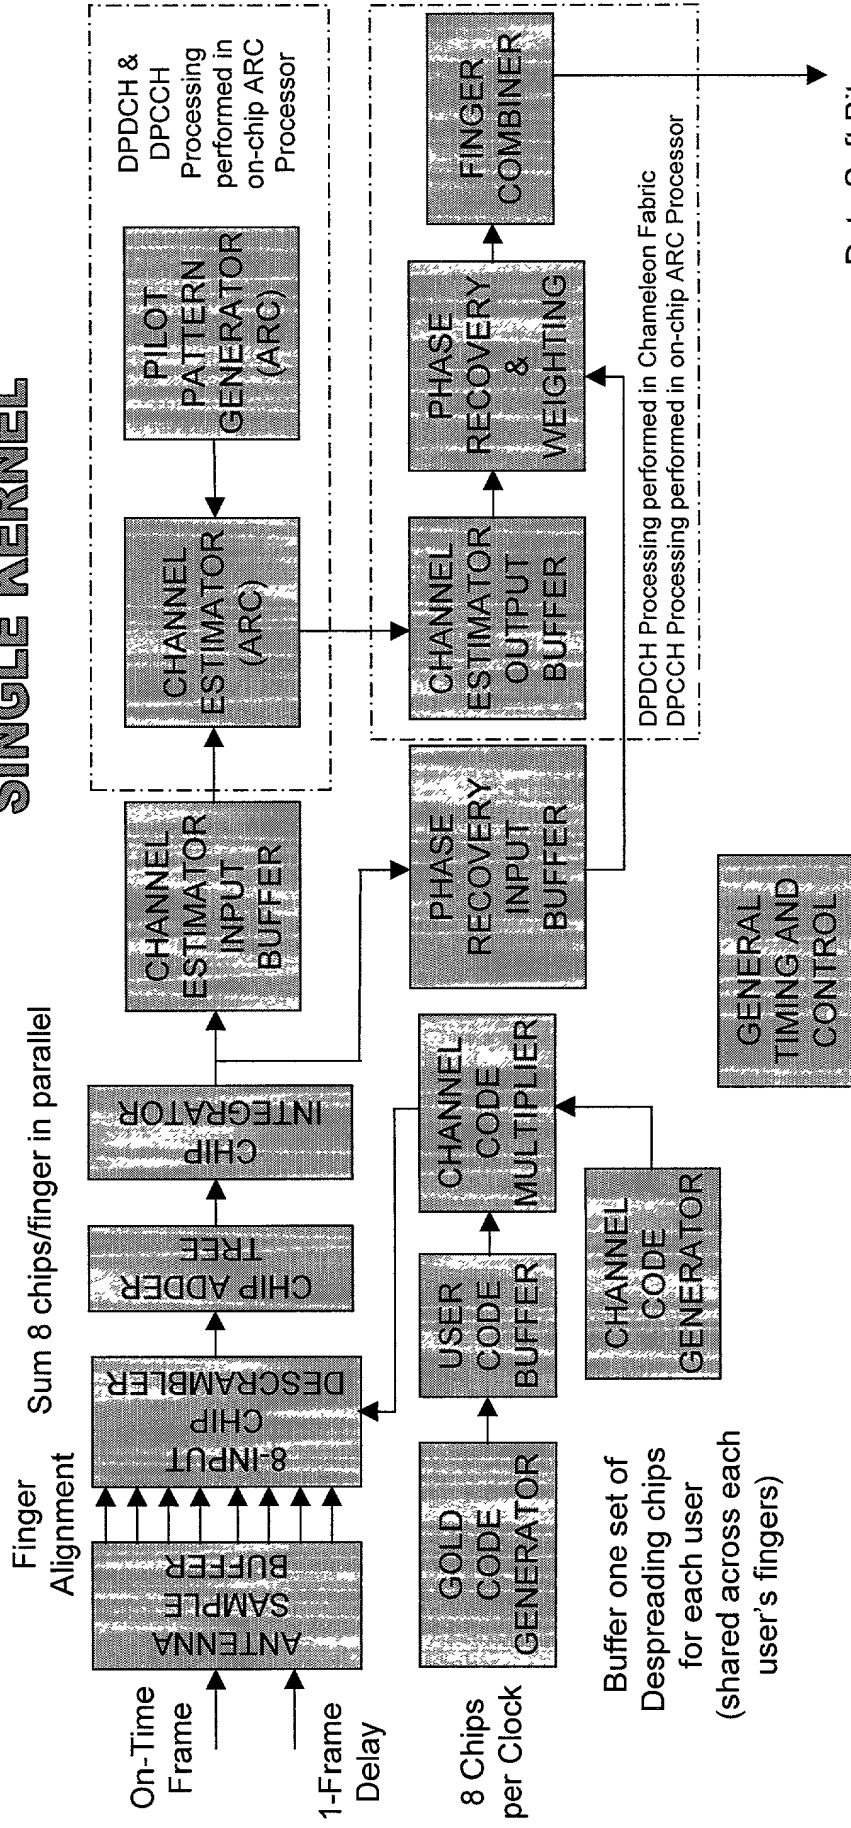 SINGLE KERNEL
Finger
Alignment
Sum 8 chips/finger in parallel
On-Time
Frame
1-Frame
Delay
ANTENNA
SAMPLE
BUFFER
8-INPUT
CHIP
DESCRAMBLER
CHIP ADDER
TREE
CHIP
INTEGRATOR
CHANNEL
ESTIMATOR
INPUT
BUFFER
CHANNEL
ESTIMATOR
(ARC)
PILOT
PATTERN
GENERATOR
(ARC)
DPDCH &
DPCCH
Processing
performed in
on-chip ARC
Processor
8 Chips
per Clock
GOLD
CODE
GENERATOR
USER
CODE
BUFFER
CHANNEL
CODE
MULTIPLIER
PHASE
RECOVERY
INPUT
BUFFER
CHANNEL
ESTIMATOR
OUTPUT
BUFFER
PHASE
RECOVERY
&
WEIGHTING
FINGER
COMBINER
Buffer one set of
Despreading chips
for each user
(shared across each
user's fingers)
CHANNEL
CODE
GENERATOR
DPDCH Processing performed in Chameleon Fabric
DPCCH Processing performed in on-chip ARC Processor
GENERAL
TIMING AND
CONTROL